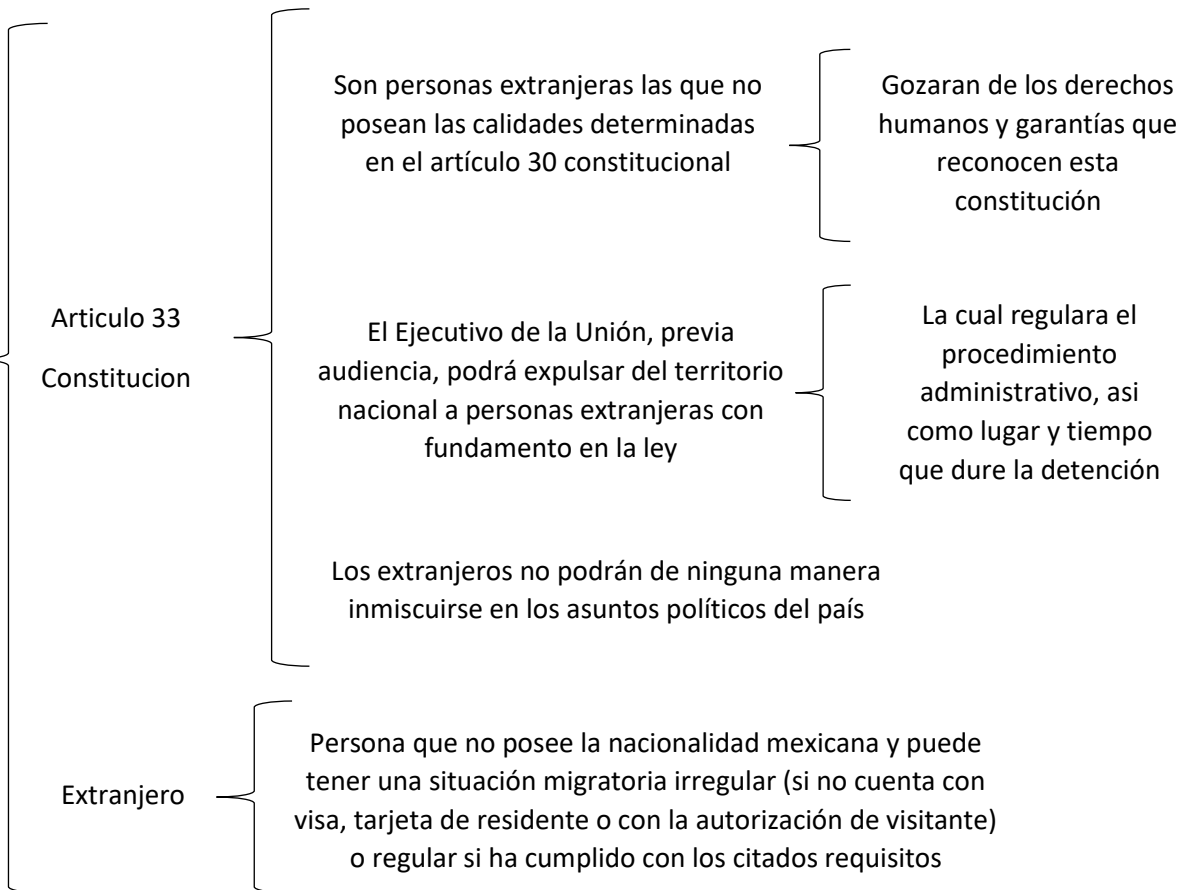 Articulo 33
Constitucion
Son personas extranjeras las que no
posean las calidades determinadas
en el artículo 30 constitucional
Gozaran de los derechos
humanos y garantías que
reconocen esta
constitución
El Ejecutivo de la Unión, previa
audiencia, podrá expulsar del territorio
nacional a personas extranjeras con
fundamento en la ley
La cual regulara el
procedimiento
administrativo, asi
como lugar y tiempo
que dure la detención
Los extranjeros no podrán de ninguna manera
inmiscuirse en los asuntos políticos del país
Extranjero
Persona que no posee la nacionalidad mexicana y puede
tener una situación migratoria irregular (si no cuenta con
visa, tarjeta de residente o con la autorización de visitante)
o regular si ha cumplido con los citados requisitos